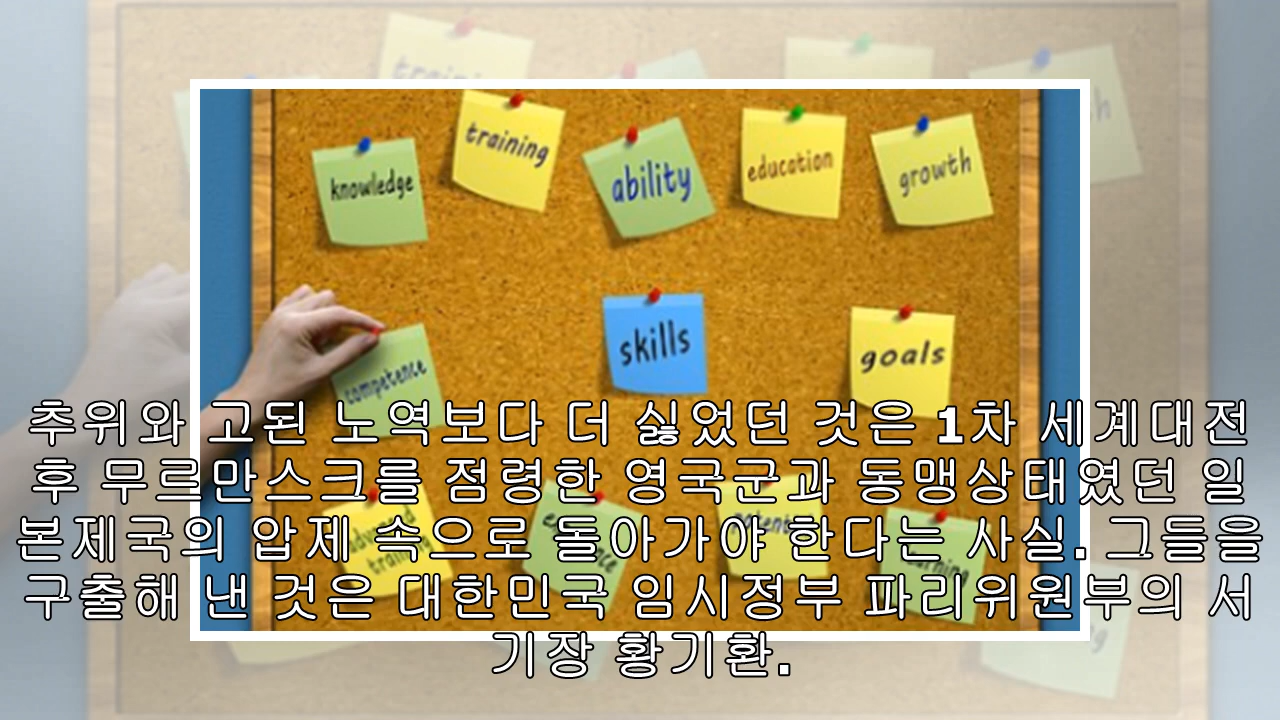 training
knowledge
training
ability
education
growth
competence
skills
goals
추위와 고된 노역보다 더 싫었던 것은 1차 세계대전
후 무르만스크를 점령한 영국군과 동맹상태였던 일
본제국의 압제 속으로 돌아가야 한다는 사실. 그들을
구출해 낸 것은 대한민국 임시정부 파리위원부의 서
기장 황기환.
advanced
training